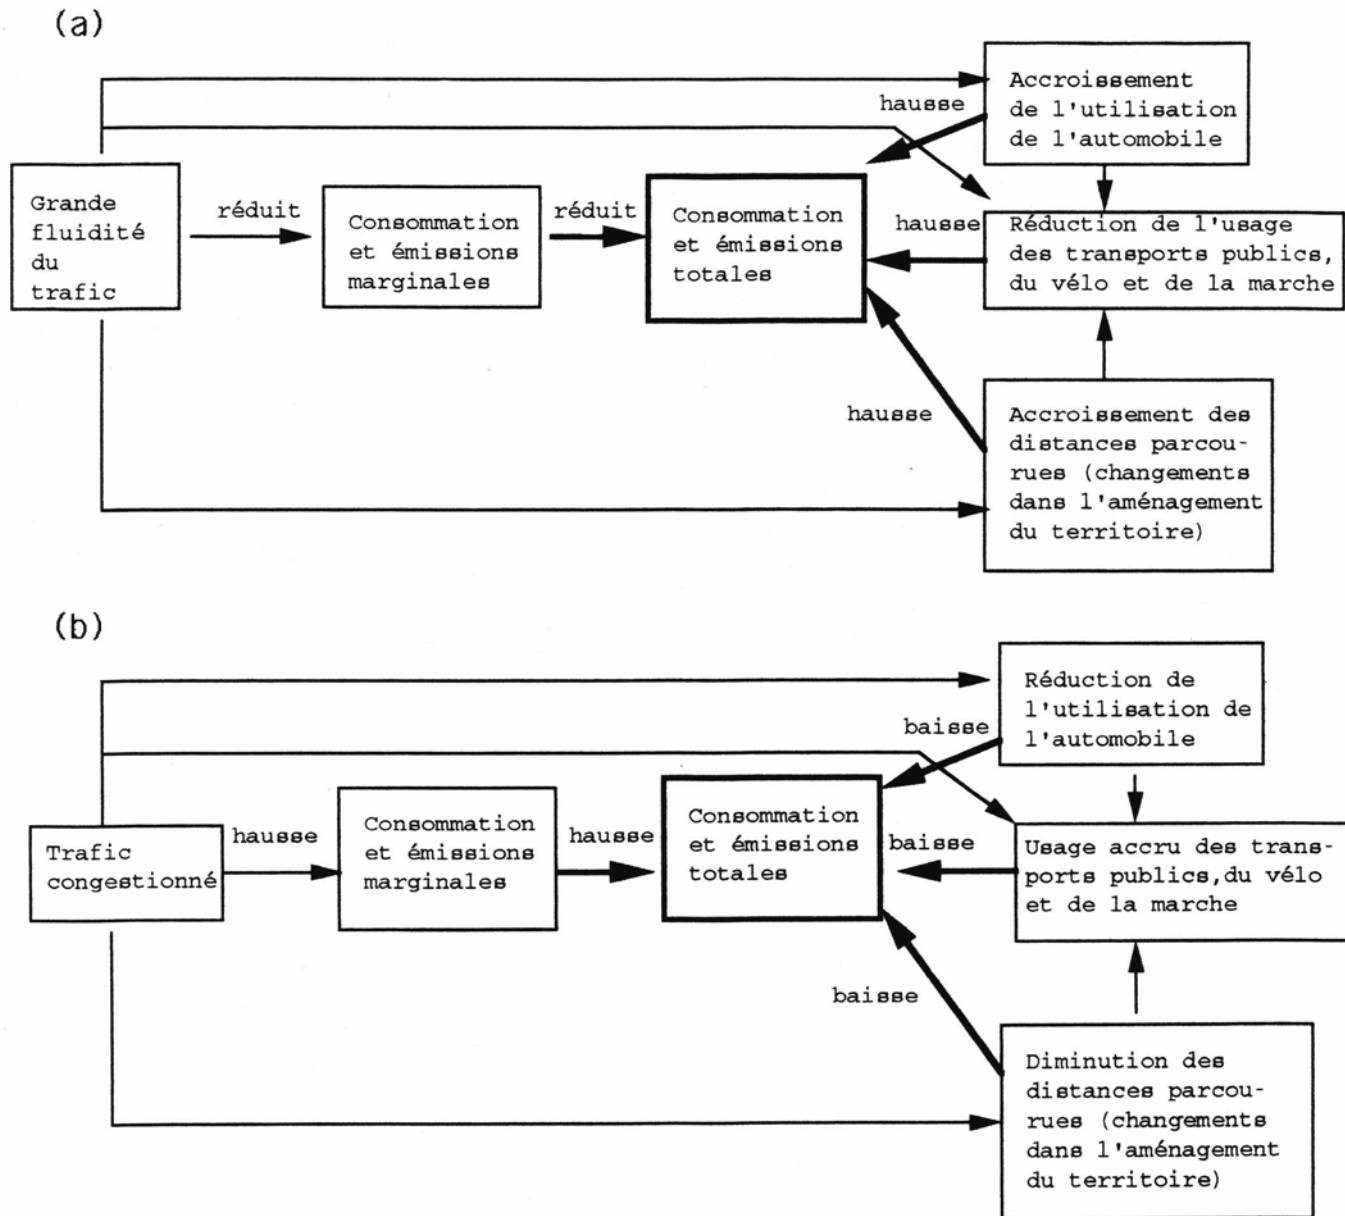 (a)
Grande
fluidité
du
trafic
réduit
Consommation
et émissions
marginales
réduit
Consommation
et émissions
totales
hausse
hausse
hausse
Accroissement
de l'utilisation
de l'automobile
Réduction de l'usage
des transports publics,
du vélo et de la marche
Accroissement des
distances parcou-
rues (changements
dans l'aménagement
du territoire)
(b)
Trafic
congestionné
hausse
Consommation
et émissions
marginales
hausse
Consommation
et émissions
totales
baisse
baisse
baisse
Réduction de
l'utilisation de
l'automobile
Usage accru des trans-
ports publics,du vélo
et de la marche
Diminution des
distances parcou-
rues (changements
dans l'aménagement
du territoire)